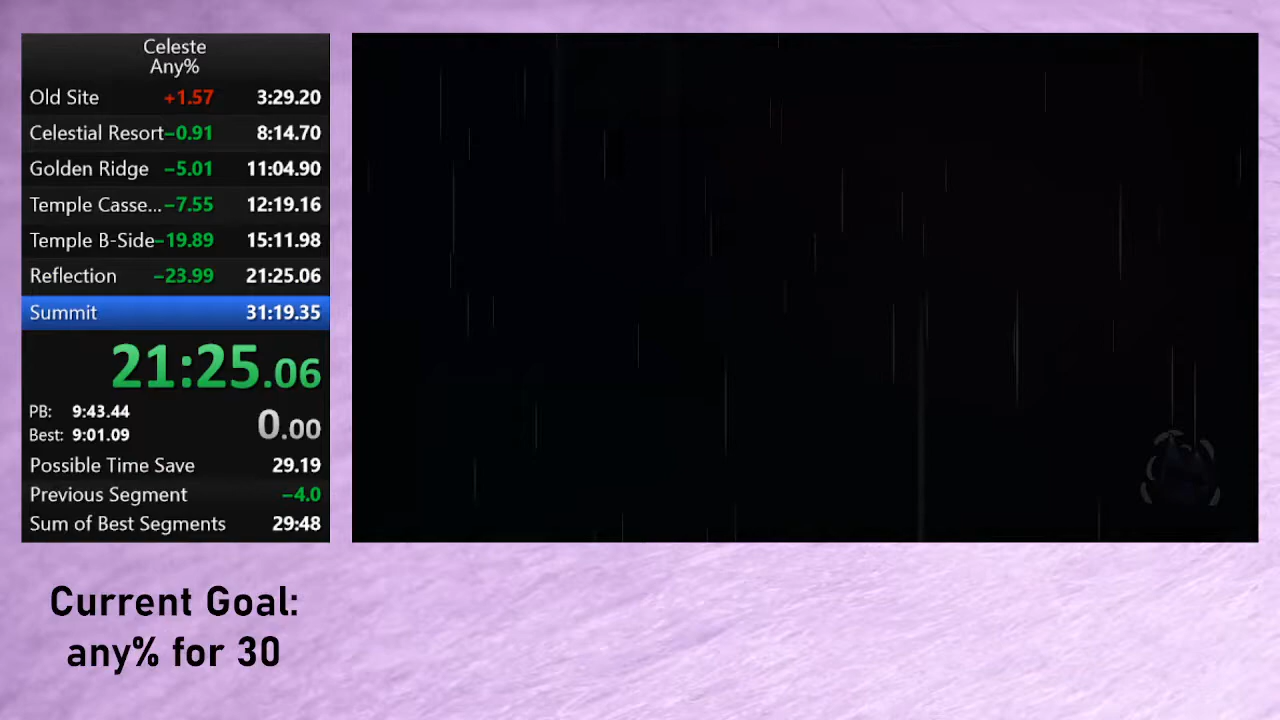 Celeste
Any%
Old Site +1.57 3:29.20
Celestial Resort −0.91 8:14.70
Golden Ridge −5.01 11:04.90
Temple Casse... −7.55 12:19.16
Temple B-Side −19.89 15:11.98
Reflection −23.99 21:25.06
Summit 31:19.35
21:25.06
PB: 9:43.44
Best: 9:01.09
0.00
Possible Time Save 29.19
Previous Segment −4.0
Sum of Best Segments 29:48
Current Goal:
any% for 30